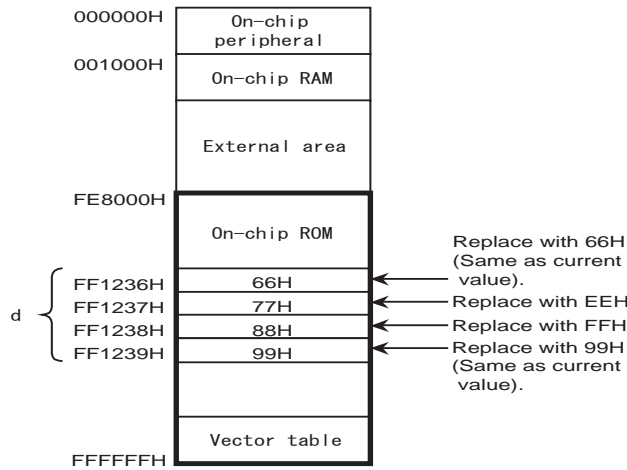 000000H
On-chip
peripheral
001000H
On-chip RAM
External area
FE8000H
On-chip ROM
Replace with 66H
(Same as current
value).
FF1236H
66H
FF1237H
77H
Replace with EEH
d
FF1238H
88H
Replace with FFH
FF1239H
99H
Replace with 99H
(Same as current
value).
Vector table
FFFFFFH